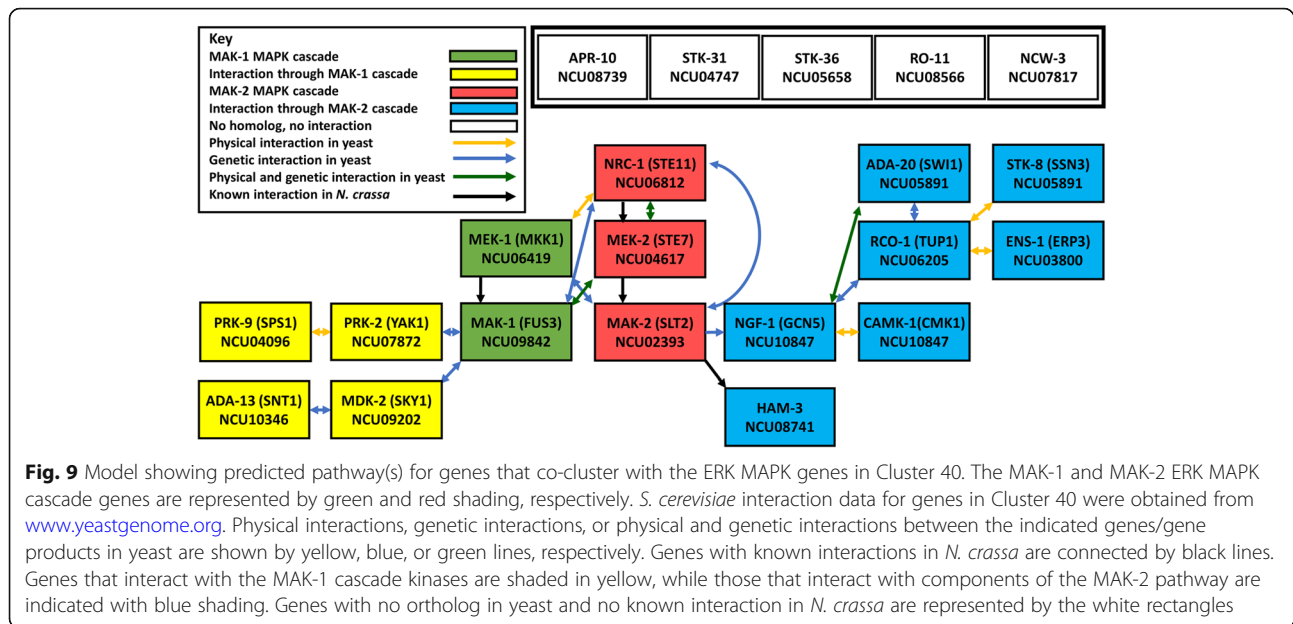 Key
MAK-1 MAPK cascade
Interaction through MAK-1 cascade
MAK-2 MAPK cascade
Interaction through MAK-2 cascade
No homolog, no interaction
Physical interaction in yeast
Genetic interaction in yeast
Physical and genetic interaction in yeast
Known interaction in N. crassa
APR-10
NCU08739
STK-31
NCU04747
STK-36
NCU05658
RO-11
NCU08566
NCW-3
NCU07817
NRC-1 (STE11)
NCU06812
ADA-20 (SWI1)
NCU05891
STK-8 (SSN3)
NCU05891
MEK-1 (MKK1)
NCU06419
MEK-2 (STE7)
NCU04617
RCO-1 (TUP1)
NCU06205
ENS-1 (ERP3)
NCU03800
PRK-9 (SPS1)
NCU04096
PRK-2 (YAK1)
NCU07872
MAK-1 (FUS3)
NCU09842
MAK-2 (SLT2)
NCU02393
NGF-1 (GCN5)
NCU10847
CAMK-1(CMK1)
NCU10847
ADA-13 (SNT1)
NCU10346
MDK-2 (SKY1)
NCU09202
HAM-3
NCU08741
Fig. 9 Model showing predicted pathway(s) for genes that co-cluster with the ERK MAPK genes in Cluster 40. The MAK-1 and MAK-2 ERK MAPK
cascade genes are represented by green and red shading, respectively. S. cerevisiae interaction data for genes in Cluster 40 were obtained from
www.yeastgenome.org. Physical interactions, genetic interactions, or physical and genetic interactions between the indicated genes/gene
products in yeast are shown by yellow, blue, or green lines, respectively. Genes with known interactions in N. crassa are connected by black lines.
Genes that interact with the MAK-1 cascade kinases are shaded in yellow, while those that interact with components of the MAK-2 pathway are
indicated with blue shading. Genes with no ortholog in yeast and no known interaction in N. crassa are represented by the white rectangles